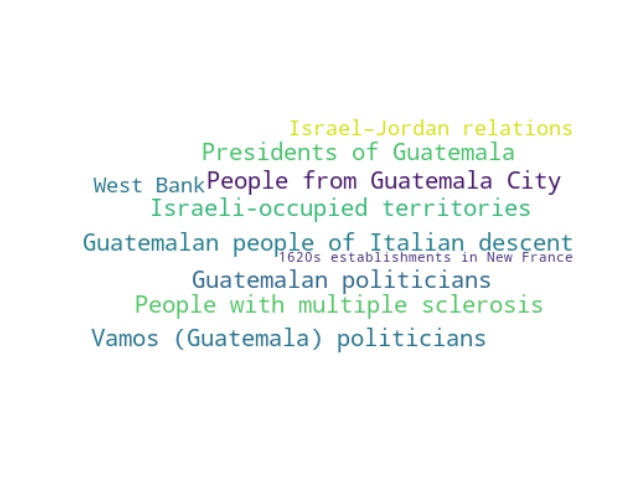 Israel–Jordan relations
Presidents of Guatemala
West Bank
People from Guatemala City
Israeli-occupied territories
Guatemalan people of Italian descent
1620s establishments in New France
Guatemalan politicians
People with multiple sclerosis
Vamos (Guatemala) politicians